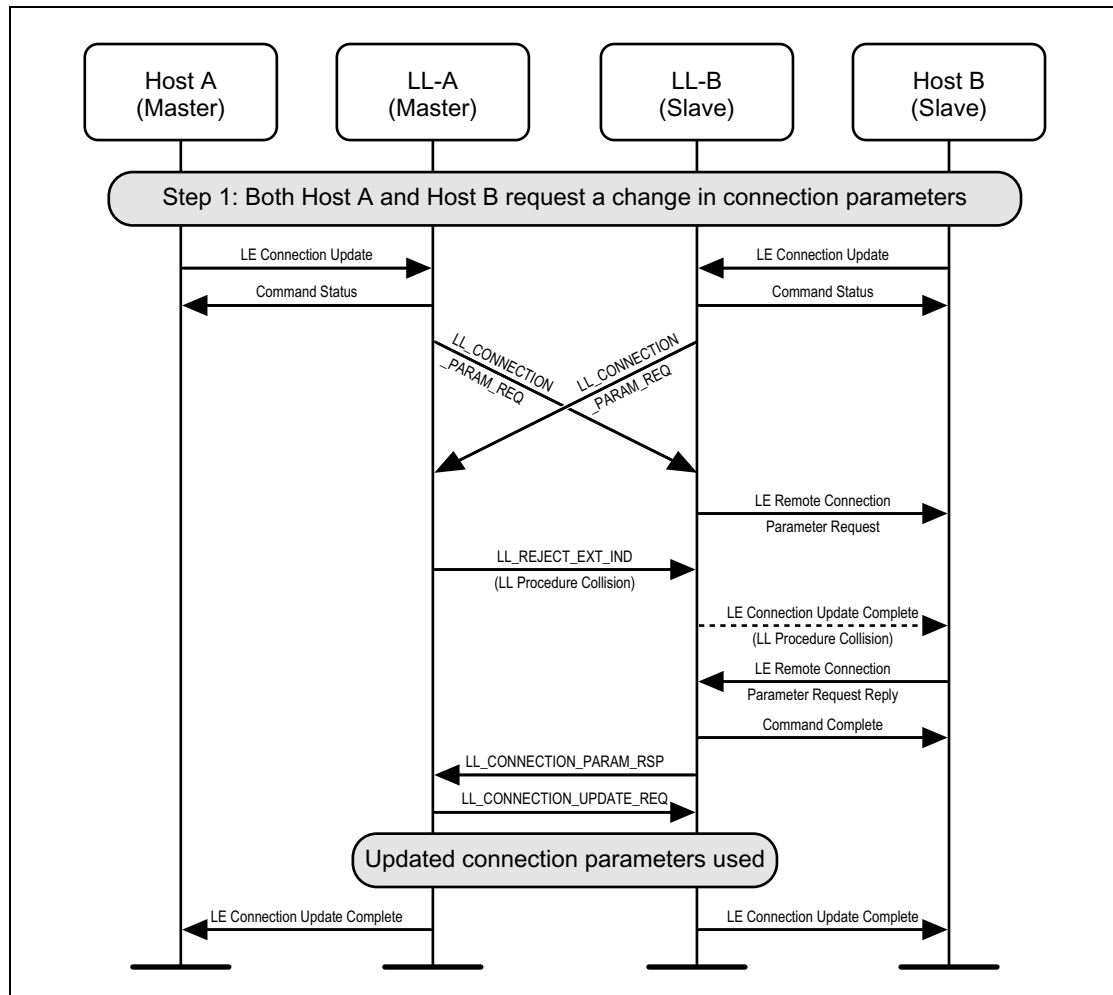 Host A
(Master)
LL-A
(Master)
LL-B
(Slave)
Host B
(Slave)
Step 1: Both Host A and Host B request a change in connection parameters
LE Connection Update
LE Connection Update
Command Status
Command Status
LL_CONNECTION
_PARAM_REQ
LL_CONNECTION
_PARAM_REQ
LE Remote Connection
Parameter Request
LL_REJECT_EXT_IND
(LL Procedure Collision)
LE Connection Update Complete
(LL Procedure Collision)
LE Remote Connection
Parameter Request Reply
Command Complete
LL_CONNECTION_PARAM_RSP
LL_CONNECTION_UPDATE_REQ
Updated connection parameters used
LE Connection Update Complete
LE Connection Update Complete